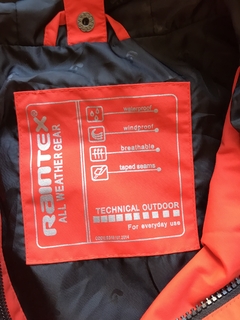 RainTEX
ALL WEATHER GEAR
waterproof
windproof
breathable
taped seams
TECHNICAL OUTDOOR
For everyday use